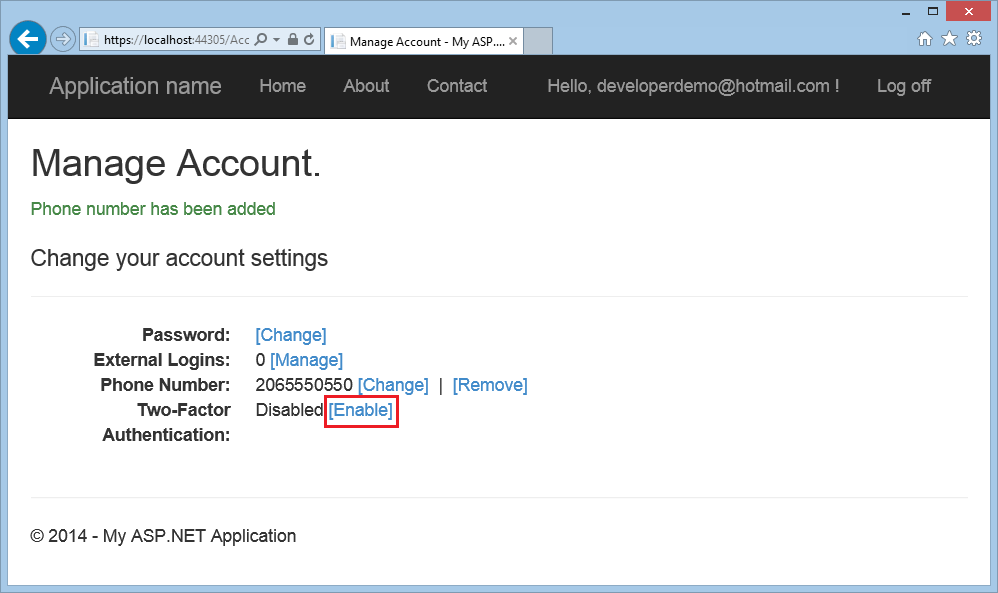 https://localhost:44305/Acc
Manage Account - My ASP....
Application name Home About Contact Hello, developerdemo@hotmail.com ! Log off
Manage Account.
Phone number has been added
Change your account settings
Password: [Change]
External Logins: 0 [Manage]
Phone Number: 2065550550 [Change] | [Remove]
Two-Factor Disabled [Enable]
Authentication:
© 2014 - My ASP.NET Application